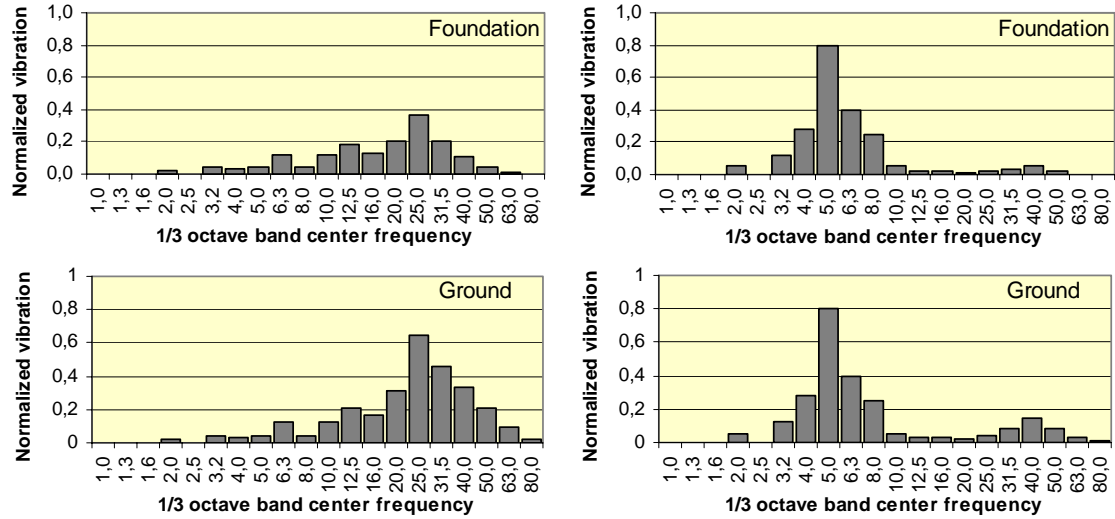 Normalized vibration
1,0
0,8
0,6
0,4
0,2
0,0
Foundation
1,0 1,3 1,6 2,0 2,5 3,2 4,0 5,0 6,3 8,0 10,0 12,5 16,0 20,0 25,0 31,5 40,0 50,0 63,0 80,0
1/3 octave band center frequency
Normalized vibration
1,0
0,8
0,6
0,4
0,2
0,0
Foundation
1,0 1,3 1,6 2,0 2,5 3,2 4,0 5,0 6,3 8,0 10,0 12,5 16,0 20,0 25,0 31,5 40,0 50,0 63,0 80,0
1/3 octave band center frequency
Normalized vibration
1
0,8
0,6
0,4
0,2
0
Ground
1,0 1,3 1,6 2,0 2,5 3,2 4,0 5,0 6,3 8,0 10,0 12,5 16,0 20,0 25,0 31,5 40,0 50,0 63,0 80,0
1/3 octave band center frequency
Normalized vibration
1
0,8
0,6
0,4
0,2
0
Ground
1,0 1,3 1,6 2,0 2,5 3,2 4,0 5,0 6,3 8,0 10,0 12,5 16,0 20,0 25,0 31,5 40,0 50,0 63,0 80,0
1/3 octave band center frequency